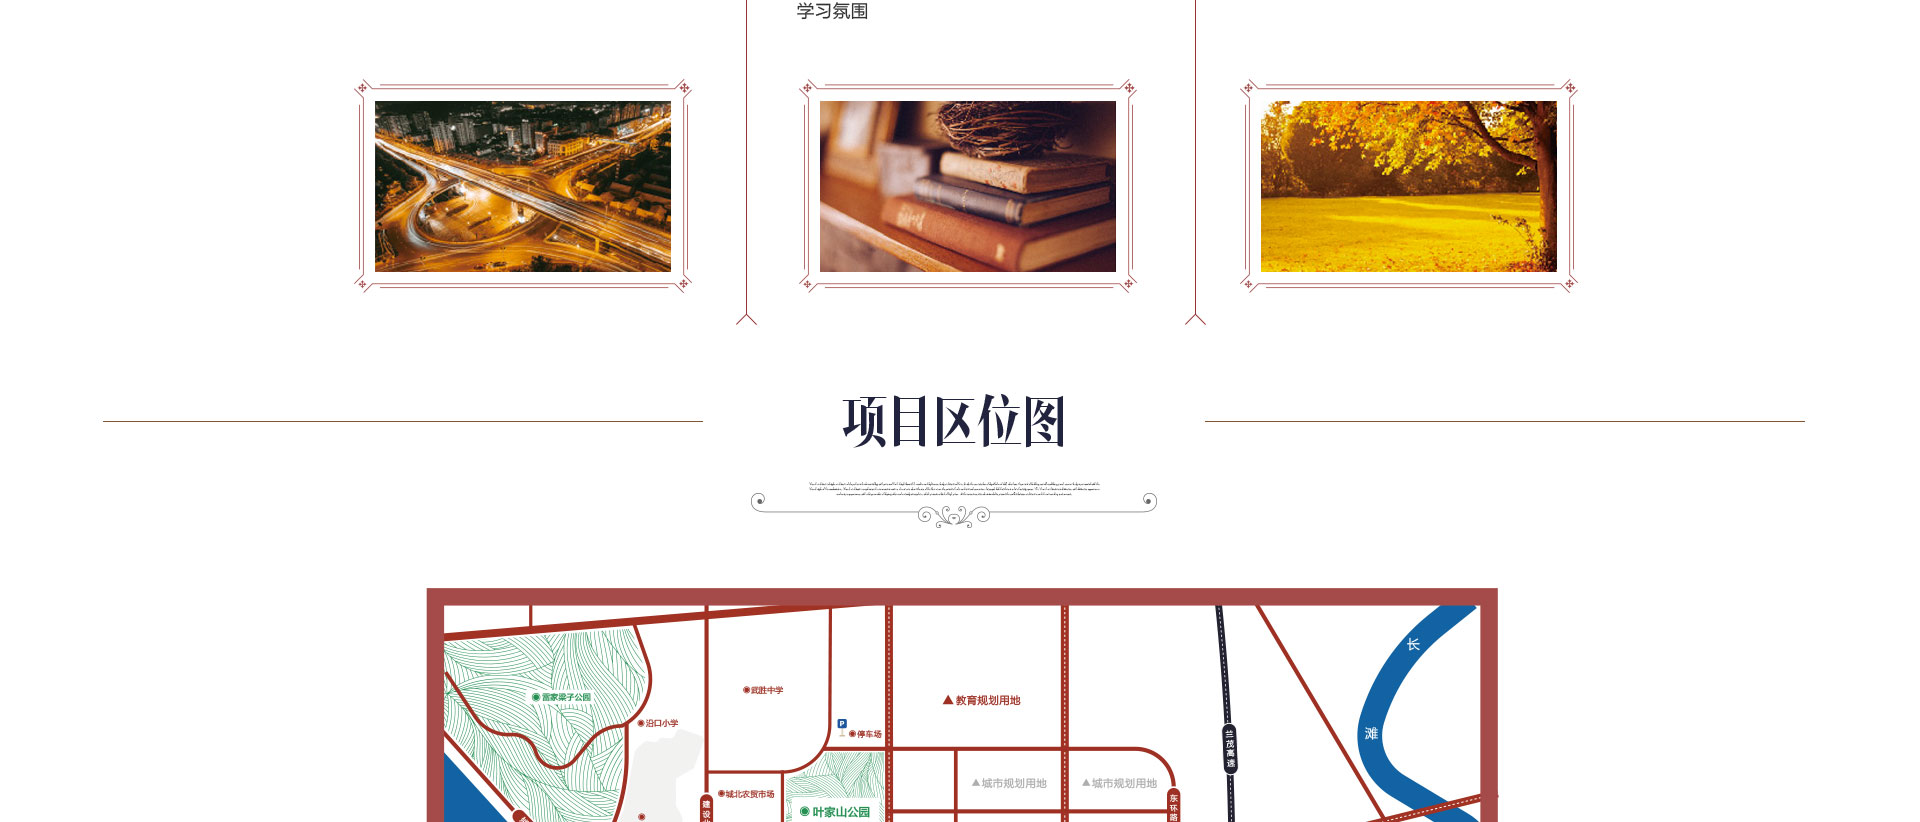 学习氛围
项目区位图
长
滩
雷家梁子公园
武胜中学
教育规划用地
沿口小学
P
停车场
兰茂高速
城市规划用地
城市规划用地
城北农贸市场
建设
东环路
叶家山公园